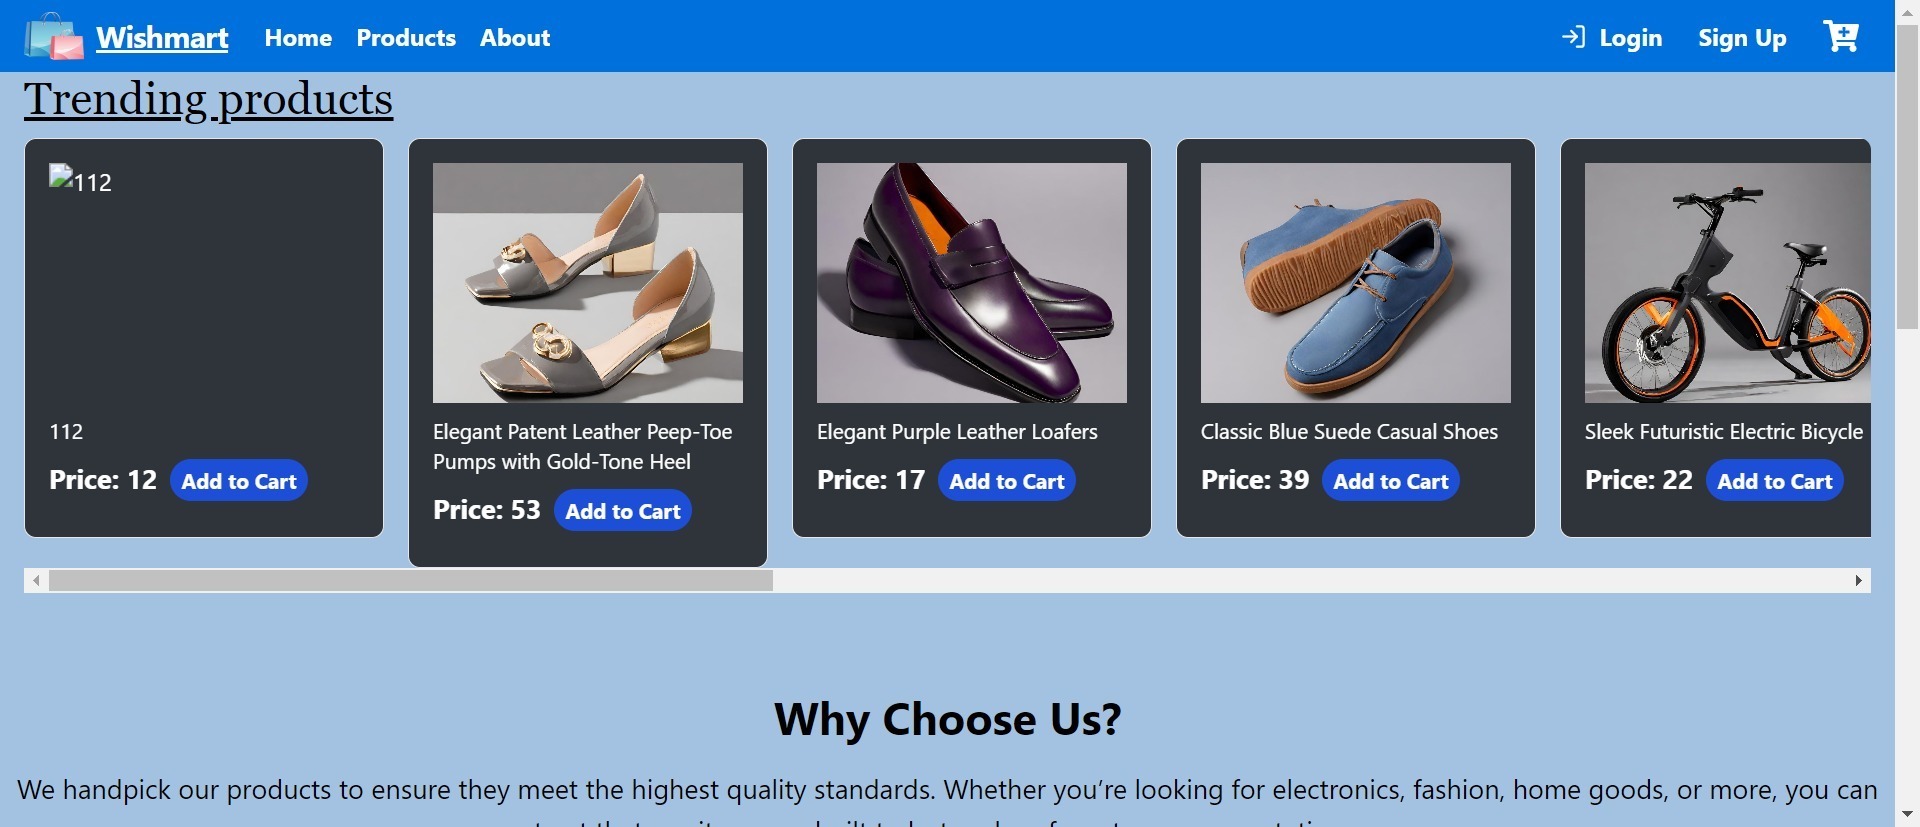 Wishmart Home Products About Login Sign Up
Trending products
112
112
Price: 12 Add to Cart
Elegant Patent Leather Peep-Toe
Pumps with Gold-Tone Heel
Price: 53 Add to Cart
Elegant Purple Leather Loafers
Price: 17 Add to Cart
Classic Blue Suede Casual Shoes
Price: 39 Add to Cart
Sleek Futuristic Electric Bicycle
Price: 22 Add to Cart
Why Choose Us?
We handpick our products to ensure they meet the highest quality standards. Whether you’re looking for electronics, fashion, home goods, or more, you can